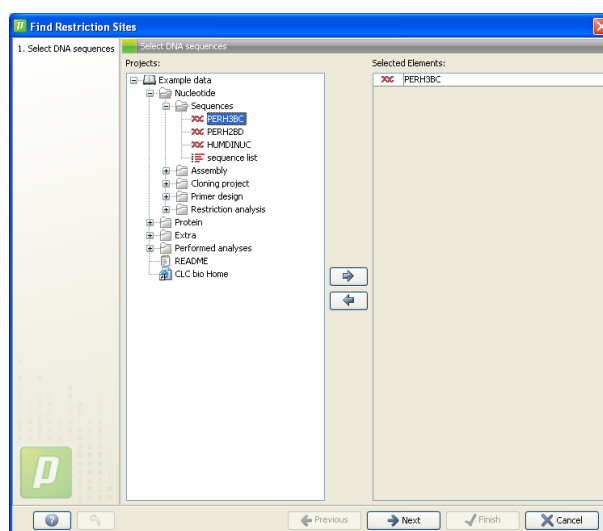 Find Restriction Sites
1. Select DNA sequences
Select DNA sequences
Projects:
Example data
Nucleotide
Sequences
PERH3BC
PERH2BD
HUMDINUC
sequence list
Assembly
Cloning project
Primer design
Restriction analysis
Protein
Extra
Performed analyses
README
CLC bio Home
Selected Elements:
PERH3BC
Previous
Next
Finish
Cancel